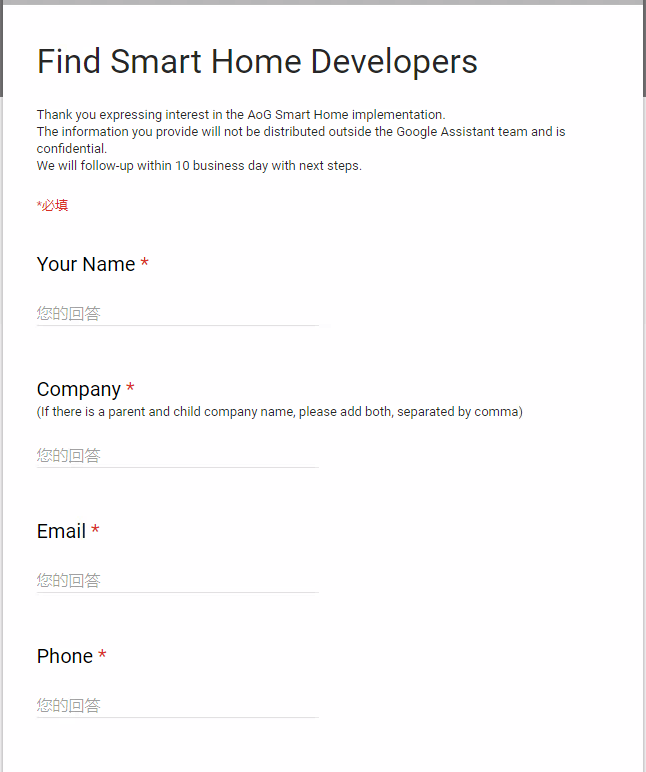 Find Smart Home Developers
Thank you expressing interest in the AoG Smart Home implementation.
The information you provide will not be distributed outside the Google Assistant team and is
confidential.
We will follow-up within 10 business day with next steps.
*必填
Your Name *
您的回答
Company *
(If there is a parent and child company name, please add both, separated by comma)
您的回答
Email *
您的回答
Phone *
您的回答